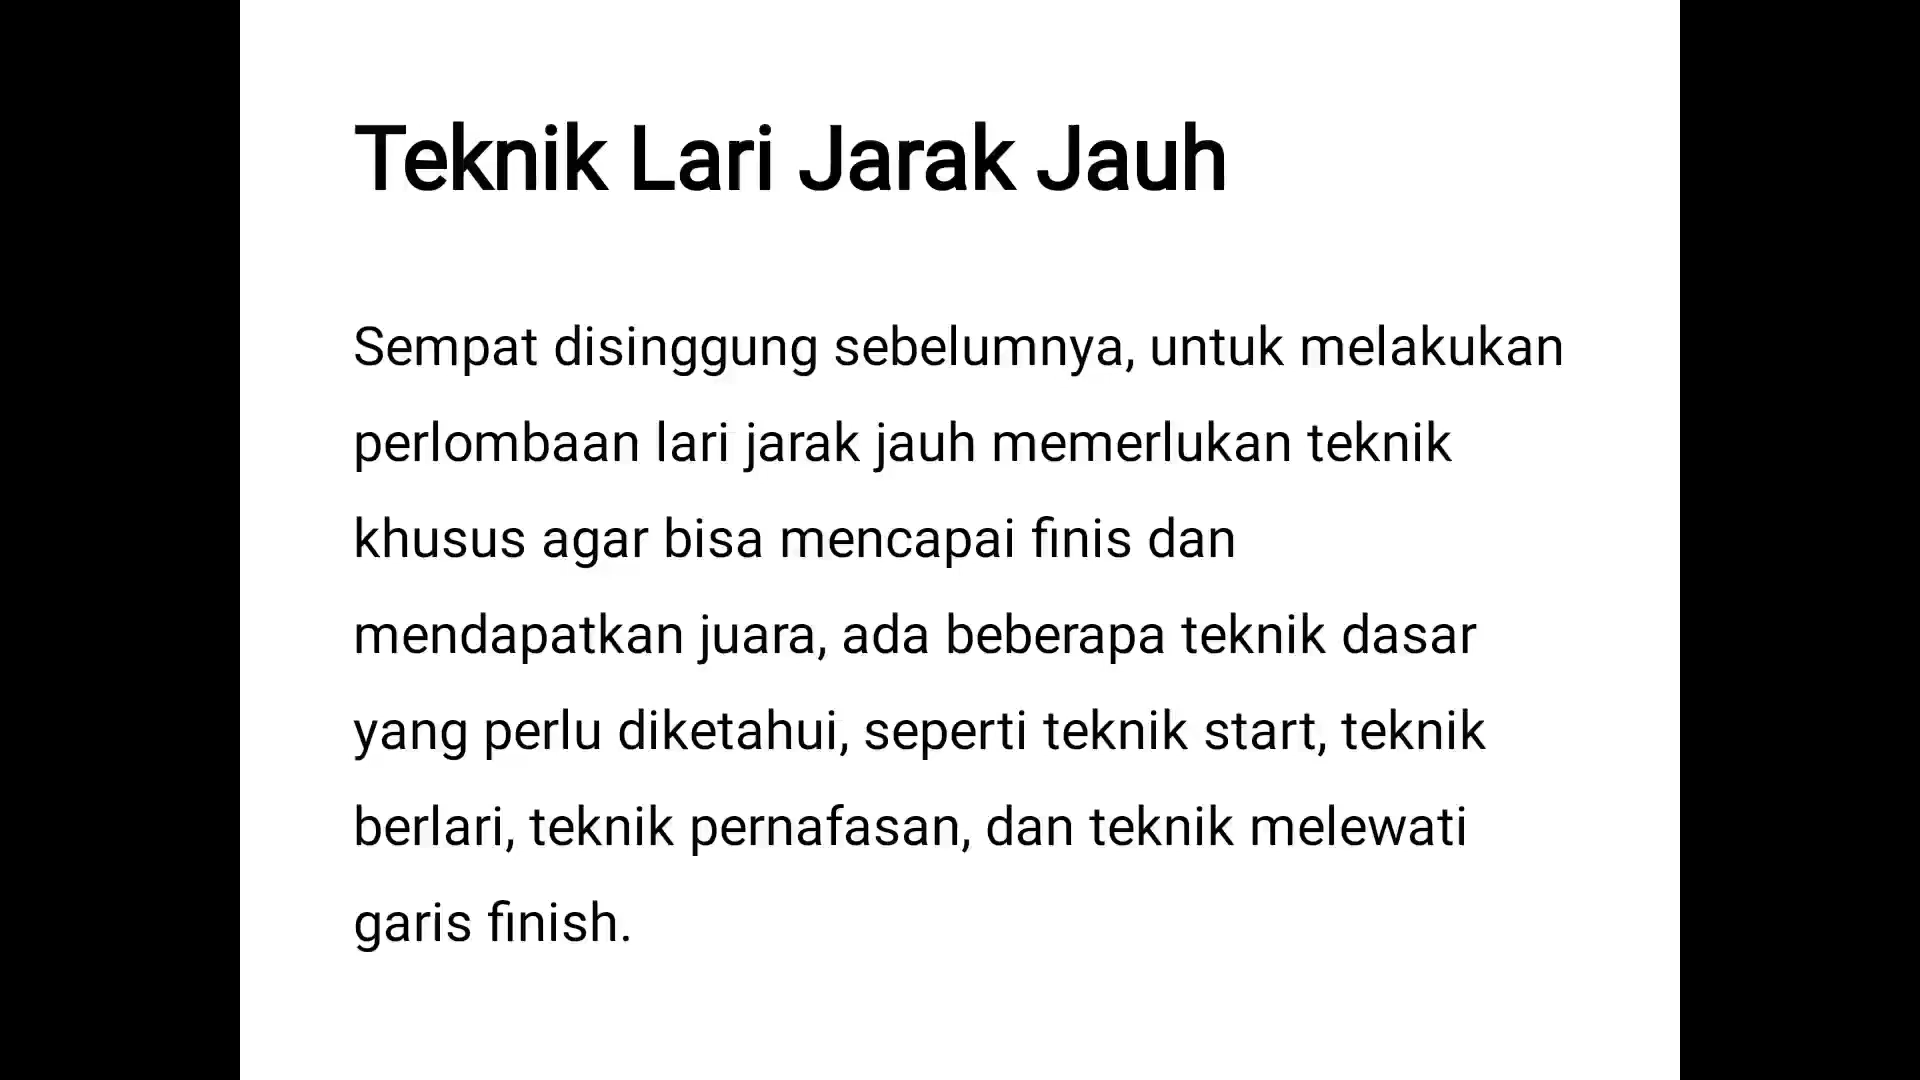 Teknik Lari Jarak Jauh
Sempat disinggung sebelumnya, untuk melakukan
perlombaan lari jarak jauh memerlukan teknik
khusus agar bisa mencapai finis dan
mendapatkan juara, ada beberapa teknik dasar
yang perlu diketahui, seperti teknik start, teknik
berlari, teknik pernafasan, dan teknik melewati
garis finish.